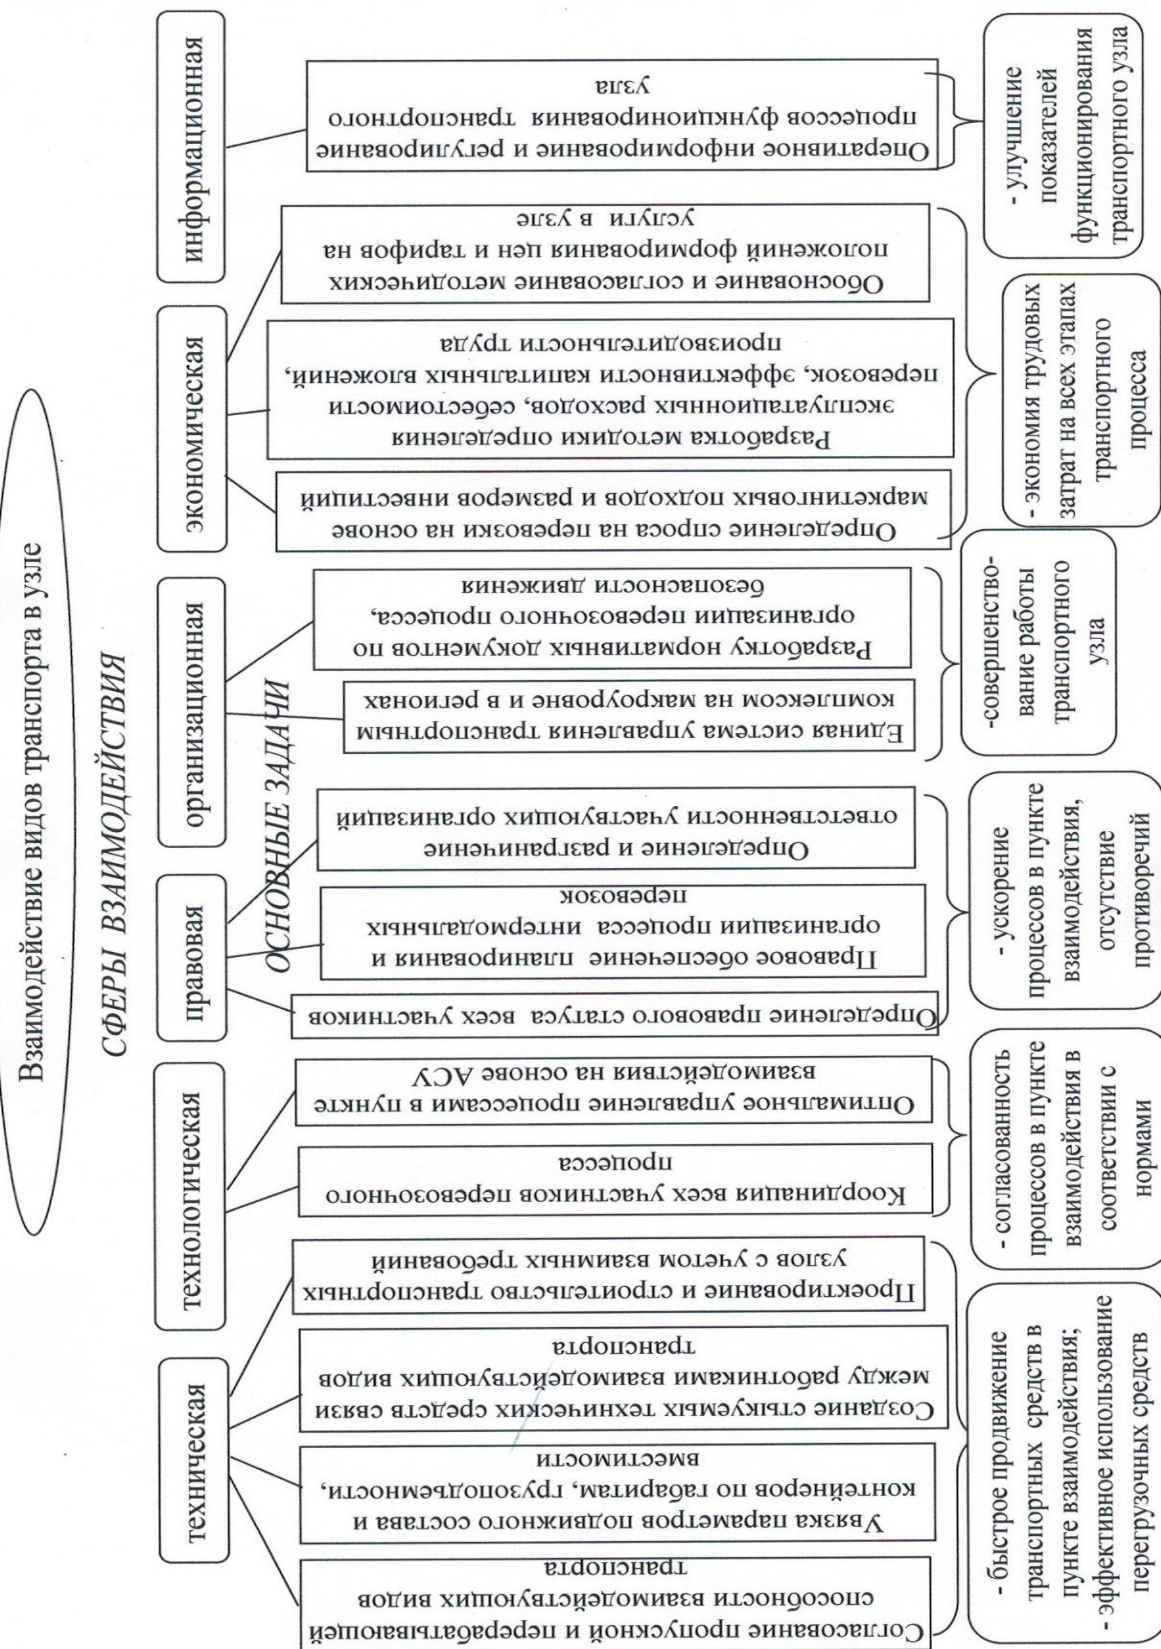 Взаимодействие видов транспорта в узле
СФЕРЫ ВЗАИМОДЕЙСТВИЯ
техническая
технологическая
правовая
организационная
экономическая
информационная
ОСНОВНЫЕ ЗАДАЧИ
Согласование пропускной и перерабатывающей
способности взаимодействующих видов
транспорта
Увязка параметров подвижного состава и
контейнеров по габаритам, грузоподъемности,
вместимости
Создание стыкуемых технических средств связи
между работниками взаимодействующих видов
транспорта
Проектирование и строительство транспортных
узлов с учетом взаимных требований
Координация всех участников перевозочного
процесса
Оптимальное управление процессами в пункте
взаимодействия на основе АСУ
Определение правового статуса всех участников
Правовое обеспечение планирования и
организации процесса интермодальных
перевозок
Определение и разграничение
ответственности участвующих организаций
Единая система управления транспортным
комплексом на макроуровне и в регионах
Разработку нормативных документов по
организации перевозочного процесса,
безопасности движения
Определение спроса на перевозки на основе
маркетинговых подходов и размеров инвестиций
Разработка методики определения
эксплуатационных расходов, себестоимости
перевозок, эффективности капитальных вложений,
производительности труда
Обоснование и согласование методических
положений формирования цен и тарифов на
услуги в узле
Оперативное информирование и регулирование
процессов функционирования транспортного
узла
- быстрое продвижение
транспортных средств в
пункте взаимодействия;
- эффективное использование
перегрузочных средств
- согласованность
процессов в пункте
взаимодействия в
соответствии с
нормами
- ускорение
процессов в пункте
взаимодействия,
отсутствие
противоречий
-совершенство-
вание работы
транспортного
узла
- экономия трудовых
затрат на всех этапах
транспортного
процесса
- улучшение
показателей
функционирования
транспортного узла